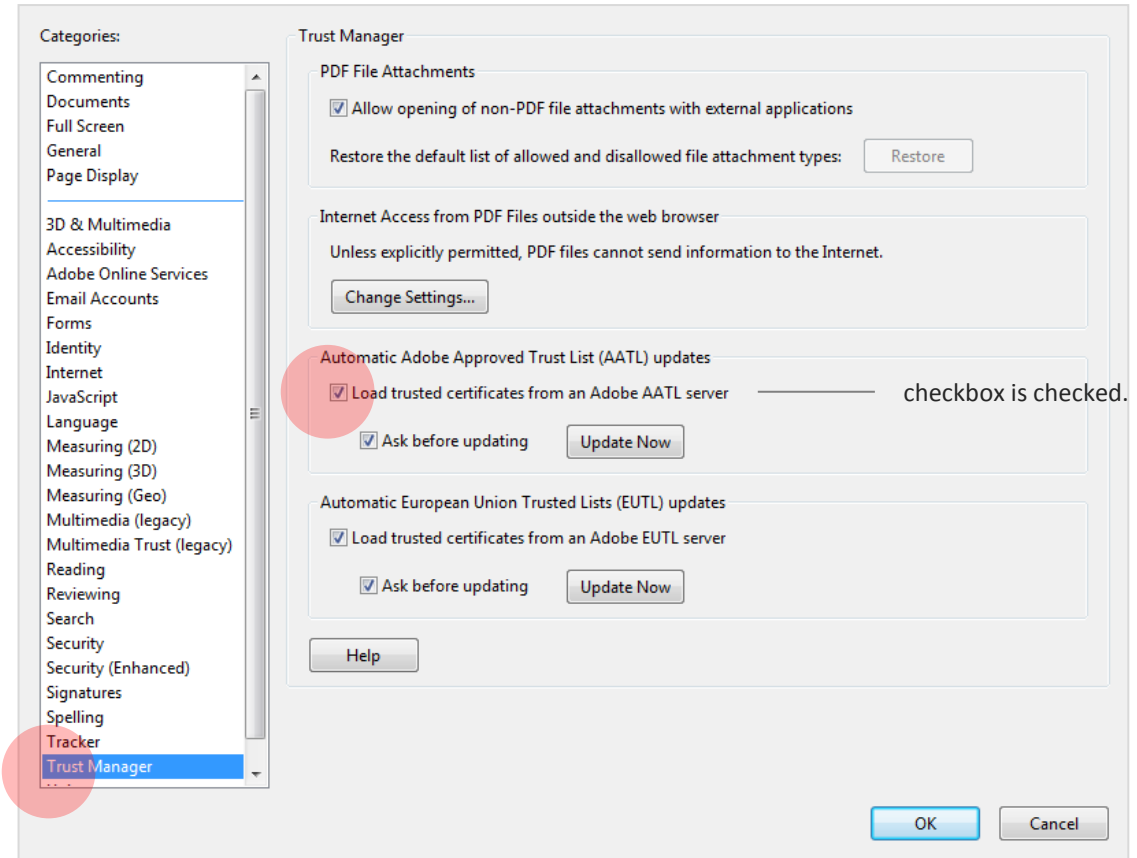 Categories:
Commenting
Documents
Full Screen
General
Page Display
3D & Multimedia
Accessibility
Adobe Online Services
Email Accounts
Forms
Identity
Internet
JavaScript
Language
Measuring (2D)
Measuring (3D)
Measuring (Geo)
Multimedia (legacy)
Multimedia Trust (legacy)
Reading
Reviewing
Search
Security
Security (Enhanced)
Signatures
Spelling
Tracker
Trust Manager
Trust Manager
PDF File Attachments
Allow opening of non-PDF file attachments with external applications
Restore the default list of allowed and disallowed file attachment types: Restore
Internet Access from PDF Files outside the web browser
Unless explicitly permitted, PDF files cannot send information to the Internet.
Change Settings...
Automatic Adobe Approved Trust List (AATL) updates
Load trusted certificates from an Adobe AATL server checkbox is checked.
Ask before updating Update Now
Automatic European Union Trusted Lists (EUTL) updates
Load trusted certificates from an Adobe EUTL server
Ask before updating Update Now
Help
OK Cancel